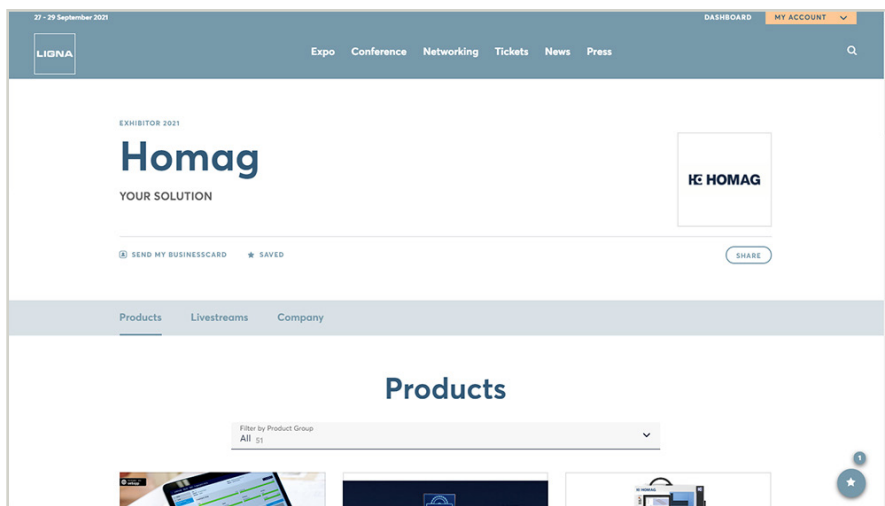 27 - 29 September 2021
DASHBOARD
MY ACCOUNT
LIGNA
Expo Conference Networking Tickets News Press
EXHIBITOR 2021
Homag
YOUR SOLUTION
HOMAG
SEND MY BUSINESSCARD
SAVED
SHARE
Products Livestreams Company
Products
Filter by Product Group
All 51
1
HOMAG